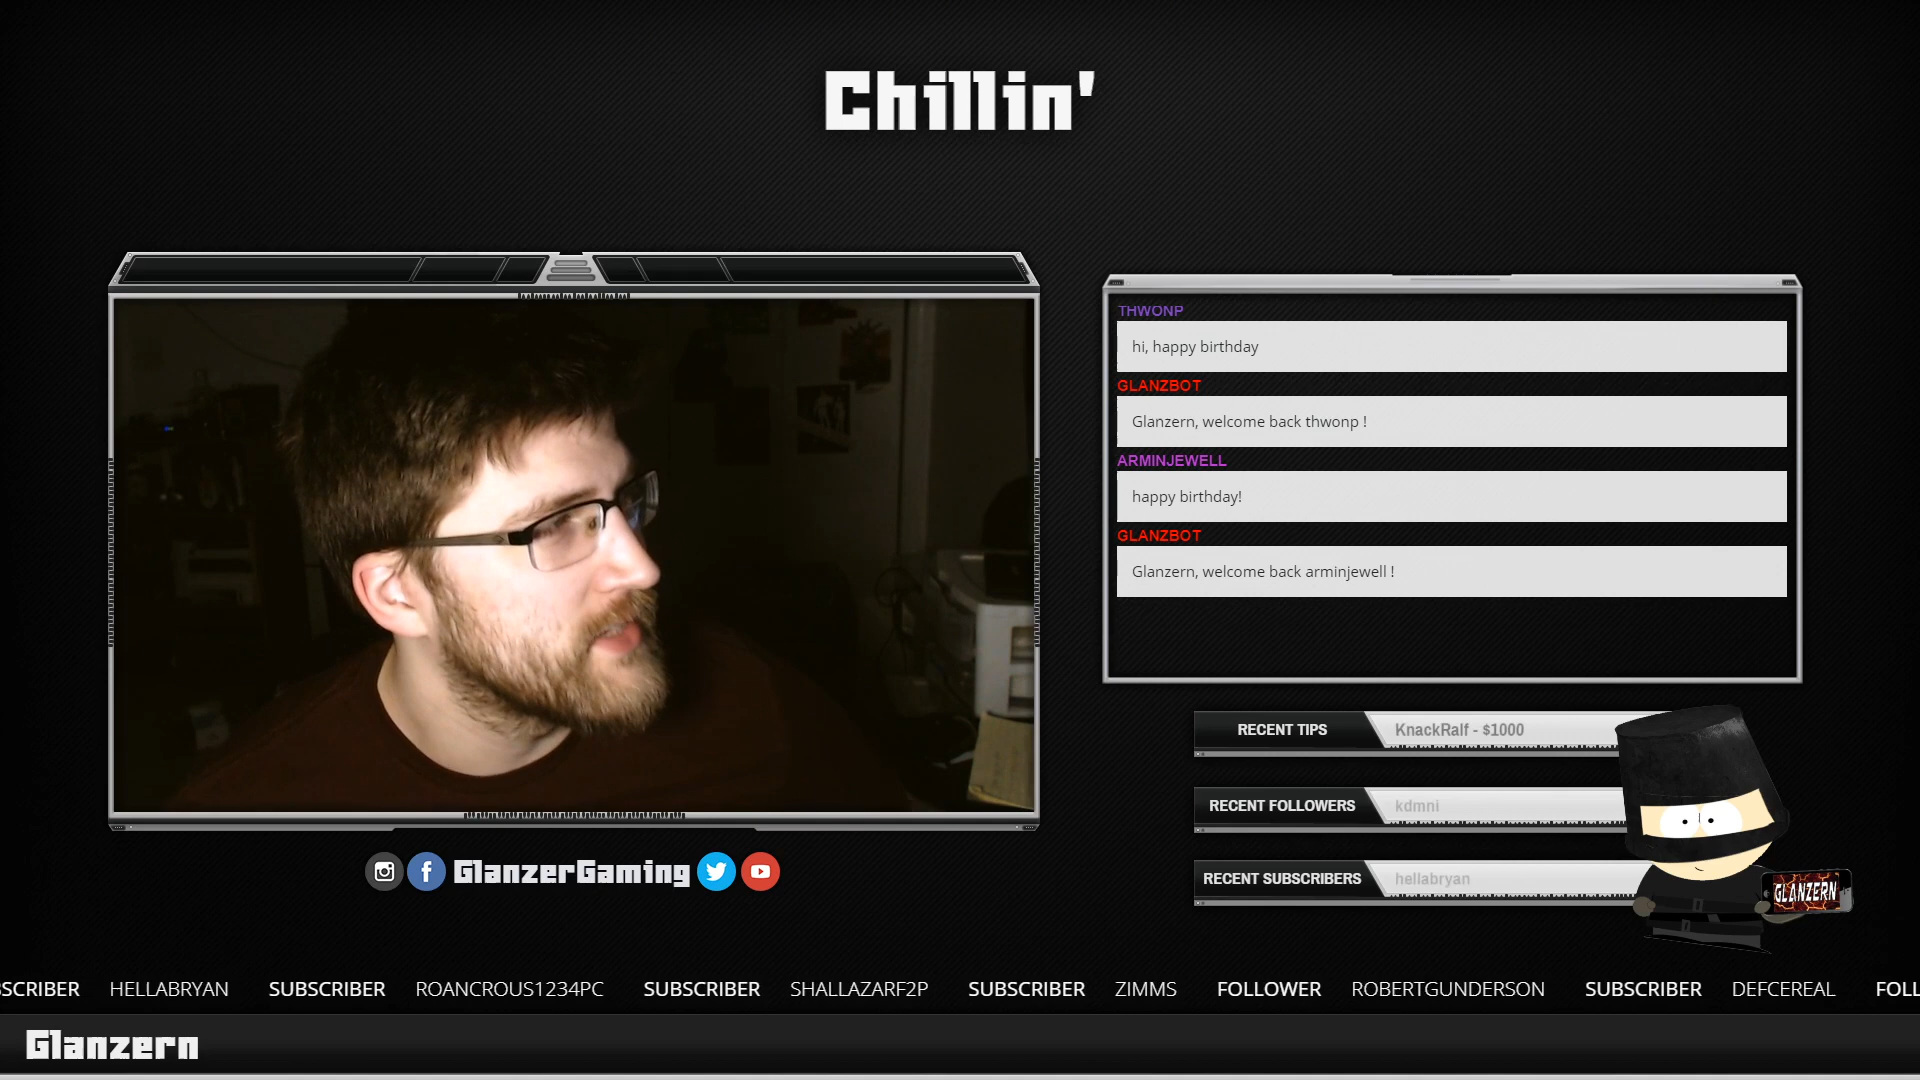 Chillin'
THWONP
hi, happy birthday
GLANZBOT
Glanzern, welcome back thwonp !
ARMINJEWELL
happy birthday!
GLANZBOT
Glanzern, welcome back arminjewell !
RECENT TIPS KnackRalf - $1000
RECENT FOLLOWERS kdmni
RECENT SUBSCRIBERS hellabryan
GLANZERN
GlanzerGaming
SCRIBER HELLABRYAN SUBSCRIBER ROANCROUS1234PC SUBSCRIBER SHALLAZARF2P SUBSCRIBER ZIMMS FOLLOWER ROBERTGUNDERSON SUBSCRIBER DEFCEREAL FOLL
Glanzern